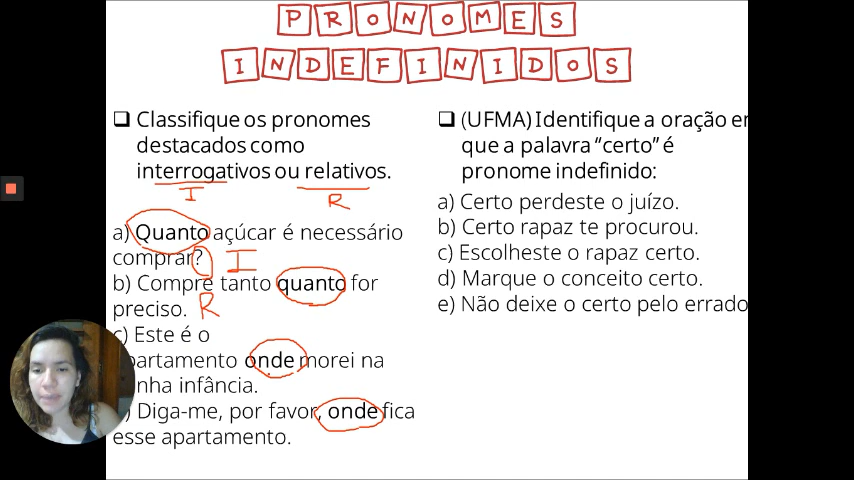 PRONOMES
INDEFINIDOS
❑ Classifique os pronomes
destacados como
interrogativos ou relativos.
I R
a) Quanto açúcar é necessário
comprar? I
b) Compre tanto quanto for
preciso. R
c) Este é o
partamento onde morei na
nha infância.
) Diga-me, por favor, onde fica
esse apartamento.
❑ (UFMA) Identifique a oração em
que a palavra “certo” é
pronome indefinido:
a) Certo perdeste o juízo.
b) Certo rapaz te procurou.
c) Escolheste o rapaz certo.
d) Marque o conceito certo.
e) Não deixe o certo pelo errado